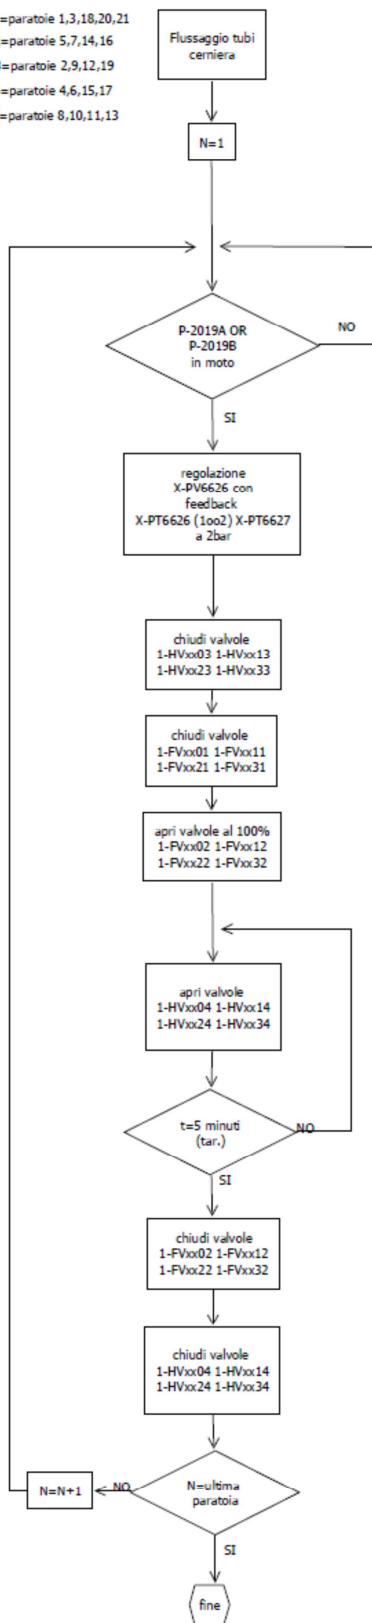 =paratoie 1,3,18,20,21
=paratoie 5,7,14,16
=paratoie 2,9,12,19
=paratoie 4,6,15,17
=paratoie 8,10,11,13
Flussaggio tubi
cerniera
N=1
P-2019A OR
P-2019B
in moto
NO
SI
regolazione
X-PV6626 con
feedback
X-PT6626 (1oo2) X-PT6627
a 2bar
chiudi valvole
1-HVxx03 1-HVxx13
1-HVxx23 1-HVxx33
chiudi valvole
1-FVxx01 1-FVxx11
1-FVxx21 1-FVxx31
apri valvole al 100%
1-FVxx02 1-FVxx12
1-FVxx22 1-FVxx32
apri valvole
1-HVxx04 1-HVxx14
1-HVxx24 1-HVxx34
t=5 minuti
(tar.)
NO
SI
chiudi valvole
1-FVxx02 1-FVxx12
1-FVxx22 1-FVxx32
chiudi valvole
1-HVxx04 1-HVxx14
1-HVxx24 1-HVxx34
N=N+1
NO
N=ultima
paratoia
SI
fine